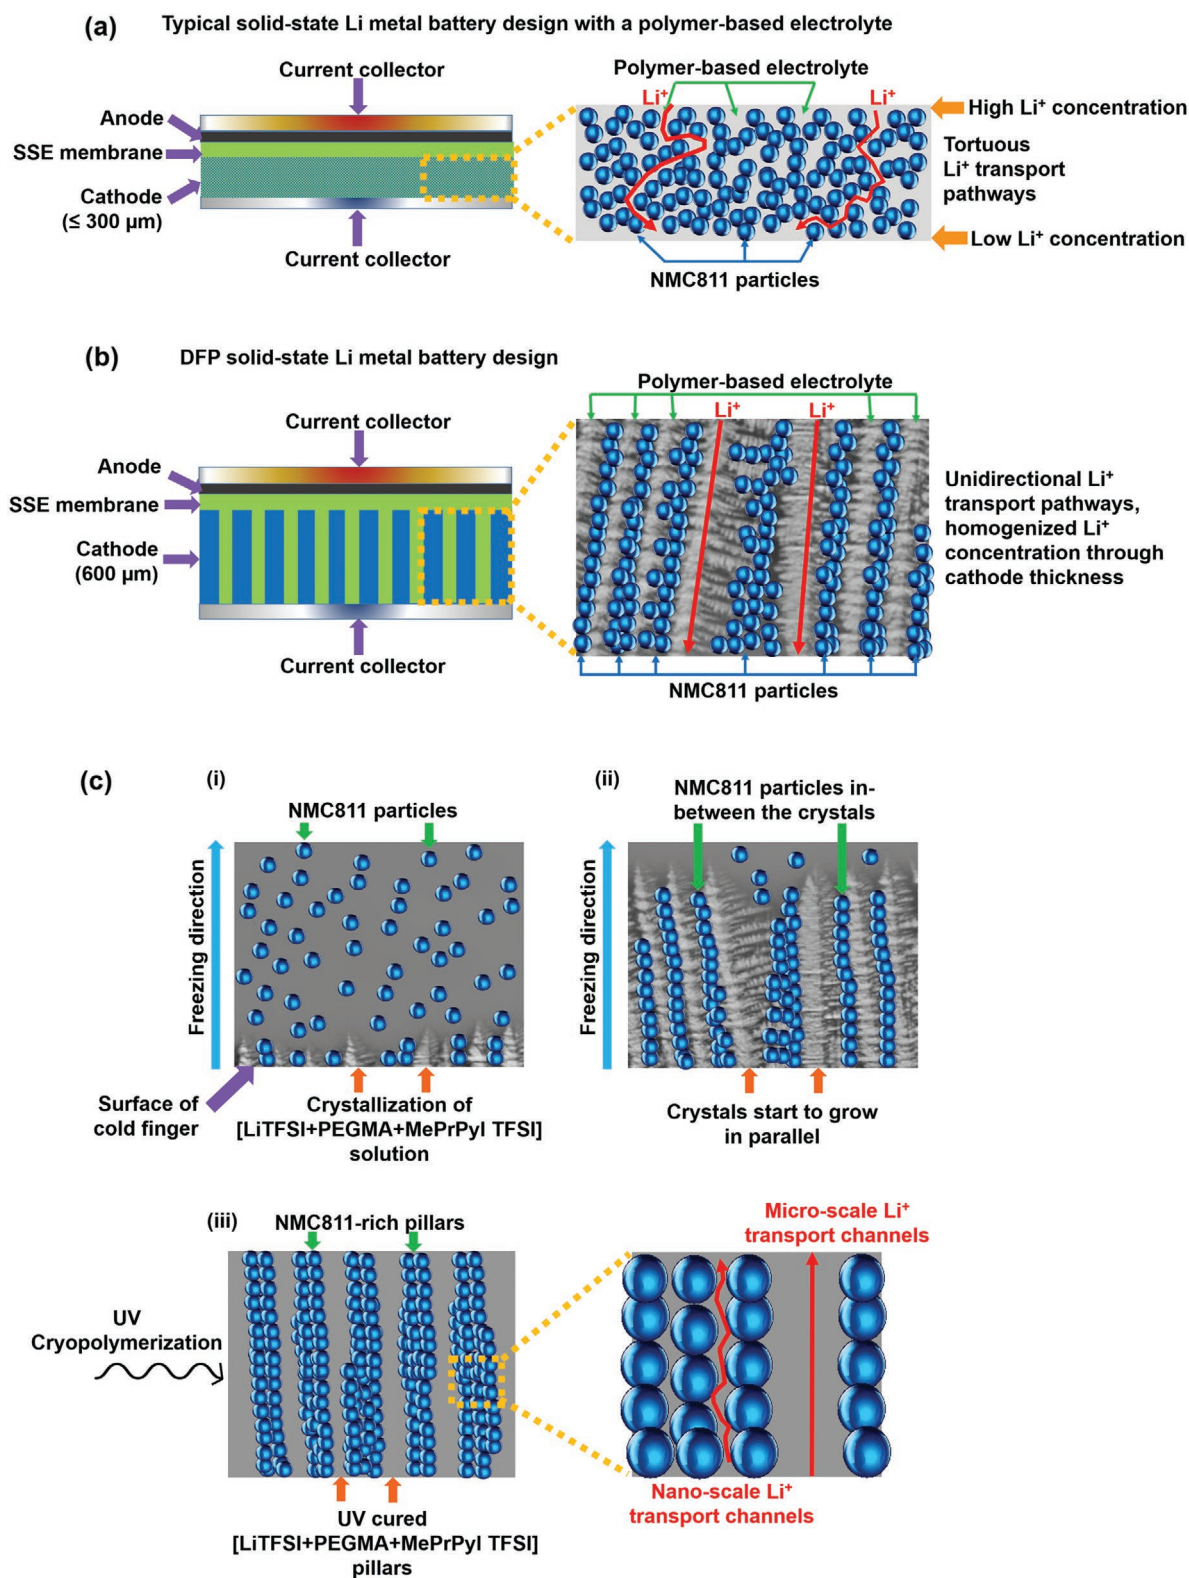 (a) Typical solid-state Li metal battery design with a polymer-based electrolyte
Current collector
Anode
SSE membrane
Cathode
(≤ 300 μm)
Current collector
Polymer-based electrolyte
Li⁺
Li⁺
High Li⁺ concentration
Tortuous
Li⁺ transport
pathways
Low Li⁺ concentration
NMC811 particles
(b) DFP solid-state Li metal battery design
Current collector
Anode
SSE membrane
Cathode
(600 μm)
Current collector
Polymer-based electrolyte
Li⁺
Li⁺
Unidirectional Li⁺
transport pathways,
homogenized Li⁺
concentration through
cathode thickness
NMC811 particles
(c)
(i)
NMC811 particles
Freezing direction
Surface of
cold finger
Crystallization of
[LiTFSI+PEGMA+MePrPyl TFSI]
solution
(ii)
NMC811 particles in-
between the crystals
Freezing direction
Crystals start to grow
in parallel
(iii)
NMC811-rich pillars
UV
Cryopolymerization
UV cured
[LiTFSI+PEGMA+MePrPyl TFSI]
pillars
Micro-scale Li⁺
transport channels
Nano-scale Li⁺
transport channels